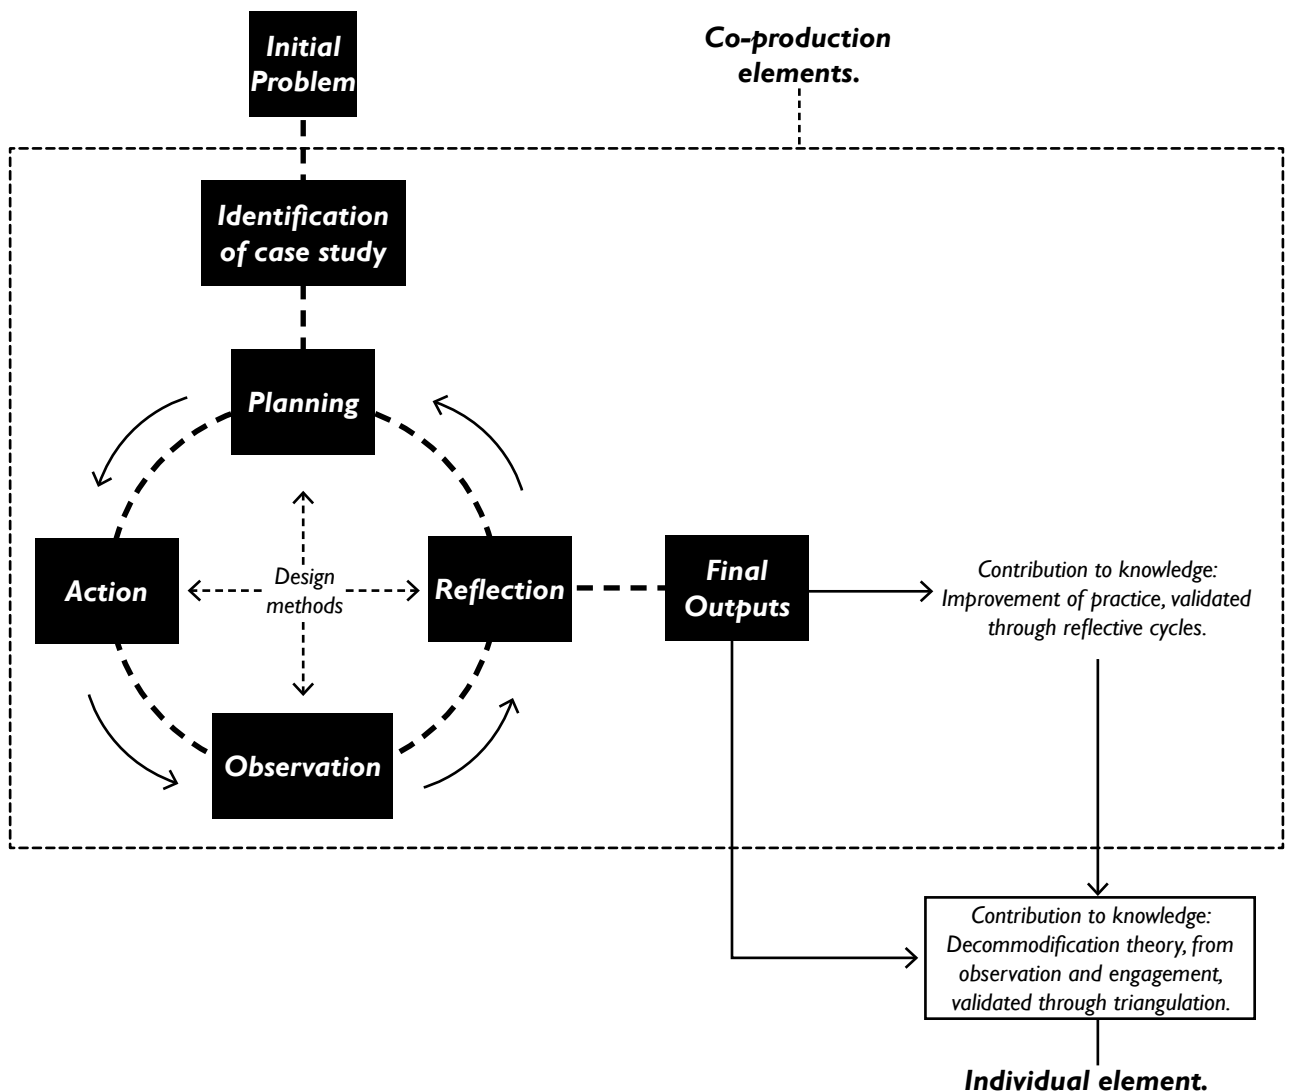 Initial
Problem
Co-production
elements.
Identification
of case study
Planning
Action
Design
methods
Reflection
Observation
Final
Outputs
Contribution to knowledge:
Improvement of practice, validated
through reflective cycles.
Contribution to knowledge:
Decommodification theory, from
observation and engagement,
validated through triangulation.
Individual element.